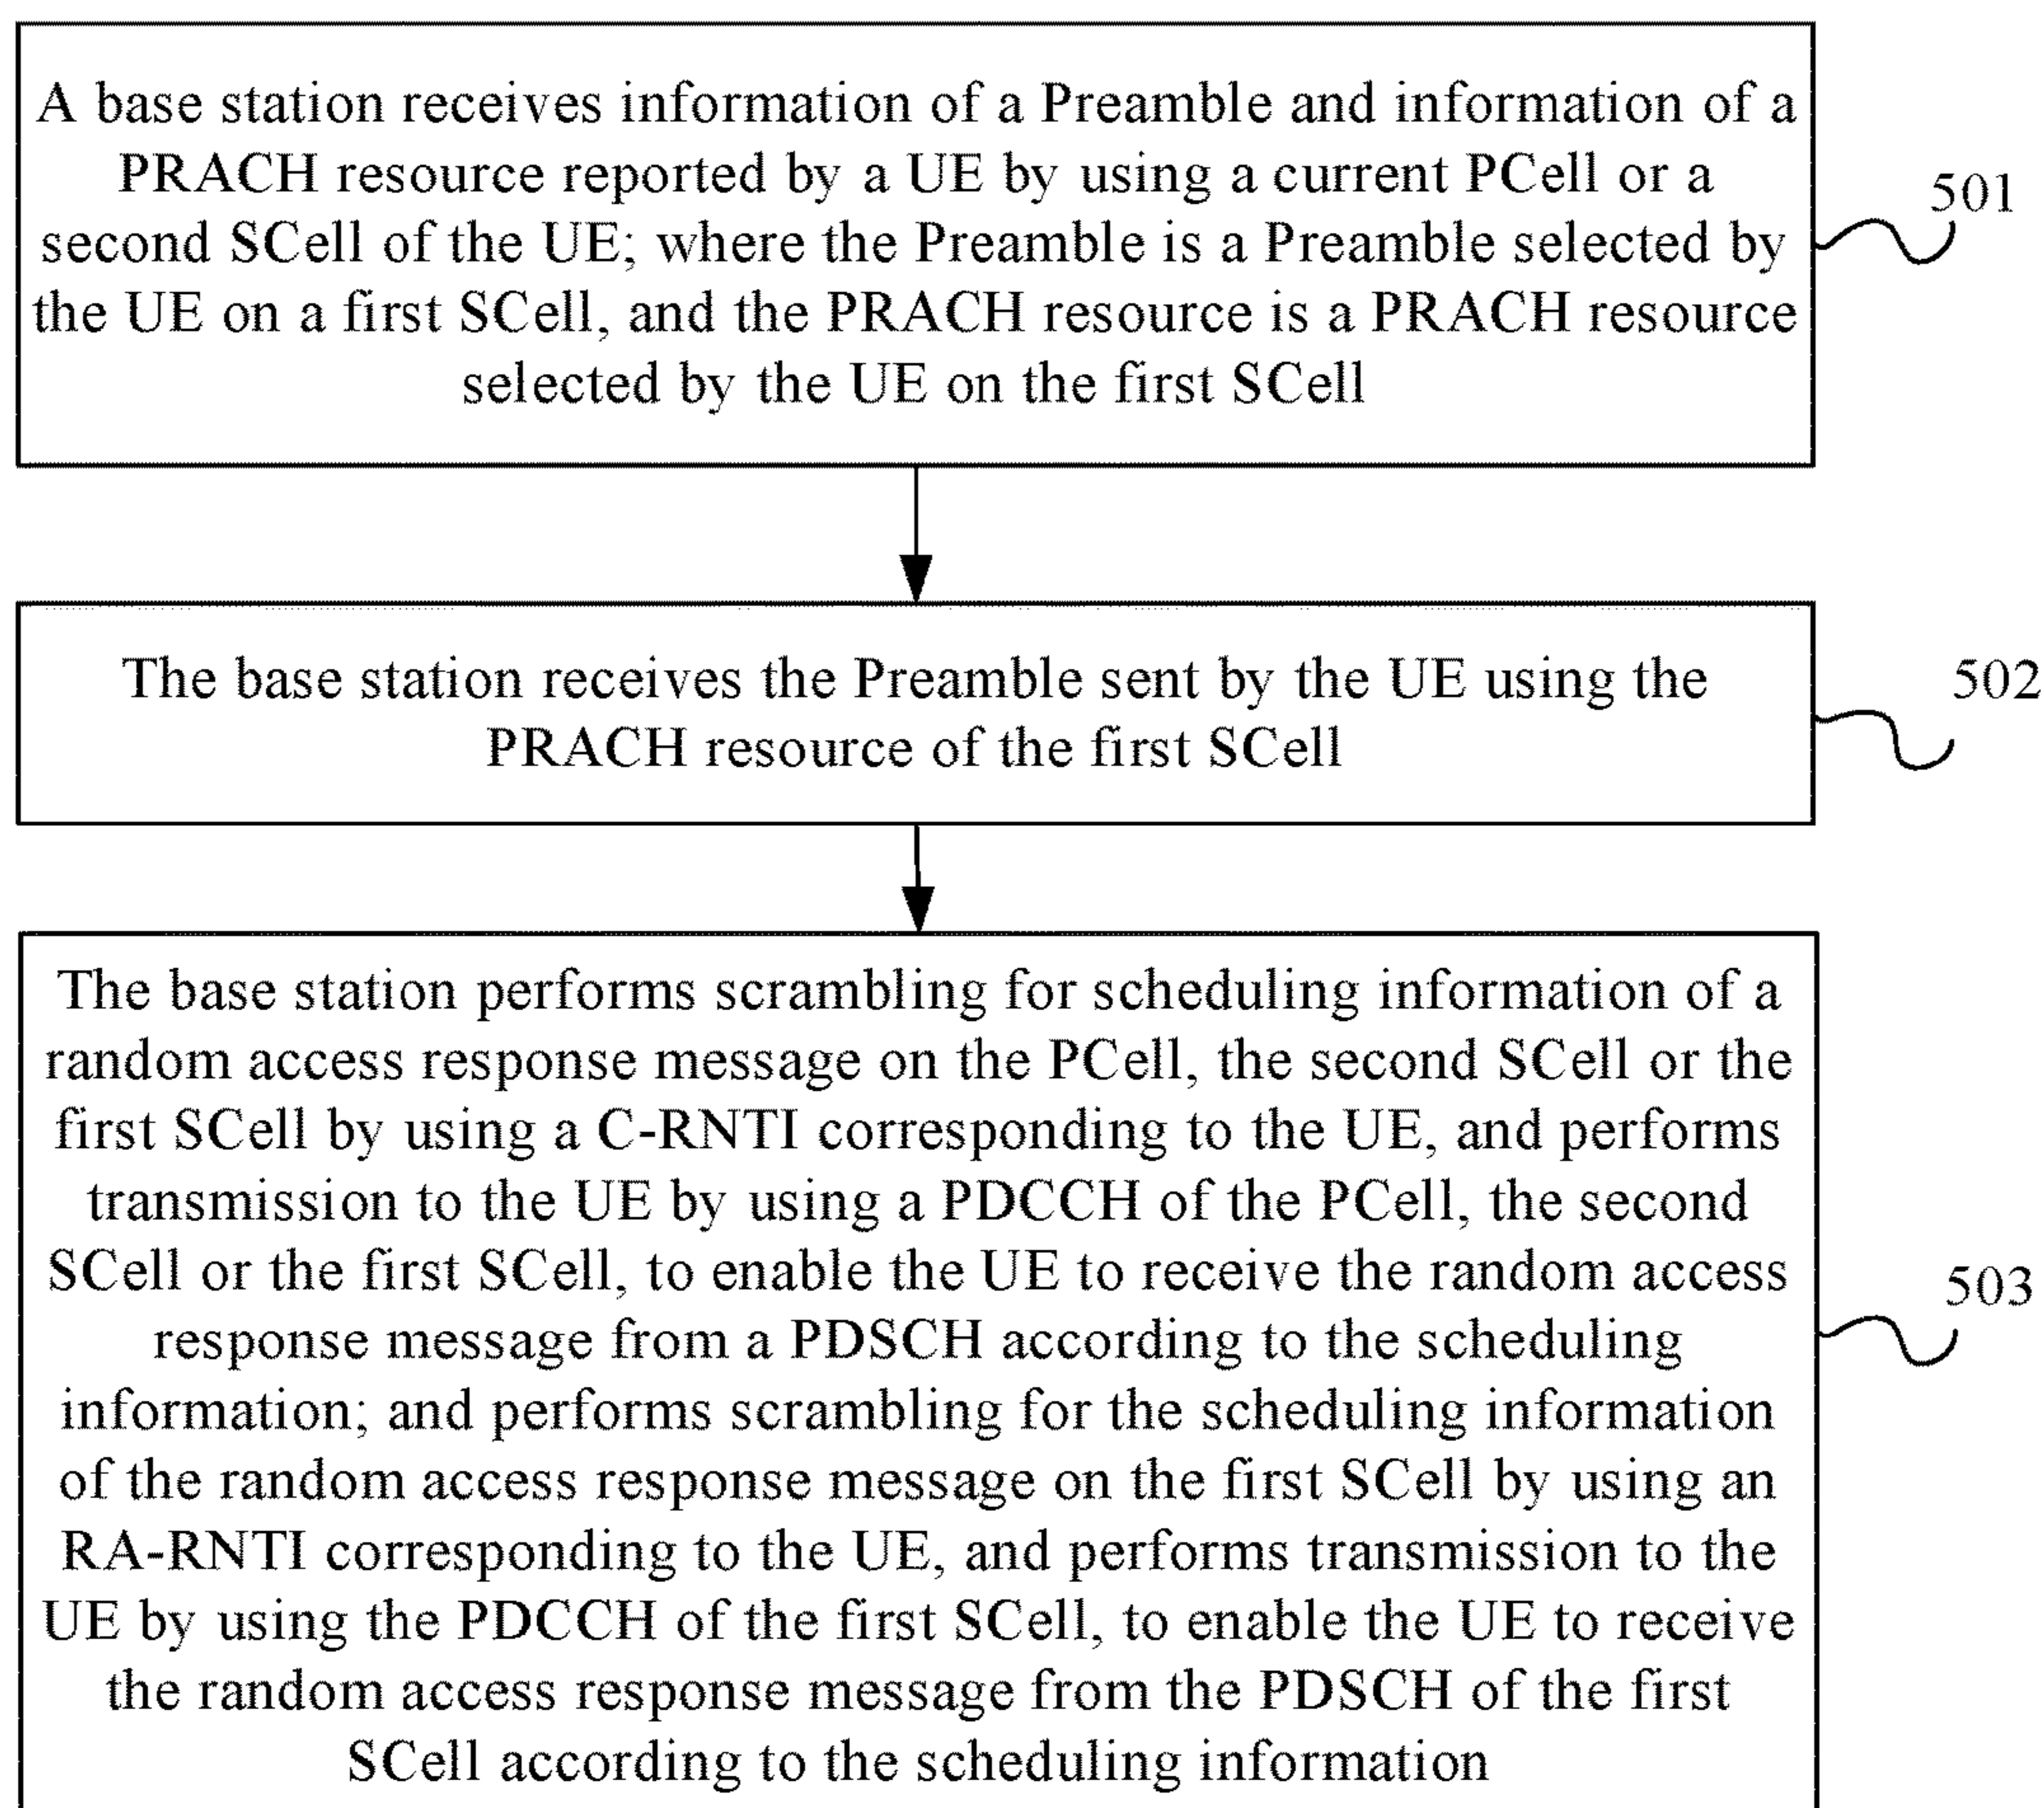 A base station receives information of a Preamble and information of a
PRACH resource reported by a UE by using a current PCell or a
second SCell of the UE; where the Preamble is a Preamble selected by
the UE on a first SCell, and the PRACH resource is a PRACH resource
selected by the UE on the first SCell
501
The base station receives the Preamble sent by the UE using the
PRACH resource of the first SCell
502
The base station performs scrambling for scheduling information of a
random access response message on the PCell, the second SCell or the
first SCell by using a C-RNTI corresponding to the UE, and performs
transmission to the UE by using a PDCCH of the PCell, the second
SCell or the first SCell, to enable the UE to receive the random access
response message from a PDSCH according to the scheduling
information; and performs scrambling for the scheduling information
of the random access response message on the first SCell by using an
RA-RNTI corresponding to the UE, and performs transmission to the
UE by using the PDCCH of the first SCell, to enable the UE to receive
the random access response message from the PDSCH of the first
SCell according to the scheduling information
503